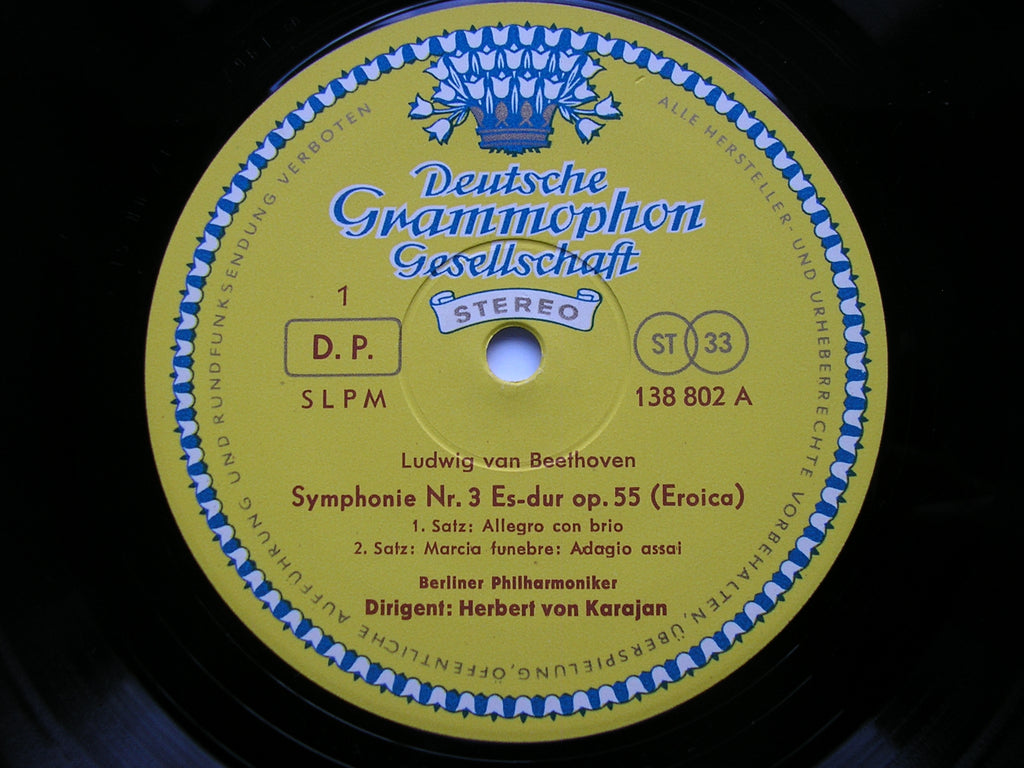 Deutsche
Grammophon
Gesellschaft
STEREO
1
D. P.
SLPM
ST 33
138 802 A
Ludwig van Beethoven
Symphonie Nr. 3 Es-dur op. 55 (Eroica)
1. Satz: Allegro con brio
2. Satz: Marcia funebre: Adagio assai
Berliner Philharmoniker
Dirigent: Herbert von Karajan
ALLE HERSTELLER- UND URHEBERRECHTE VORBEHALTEN, ÜBERSPIELUNG, ÖFFENTLICHE AUFFÜHRUNG UND RUNDFUNKSENDUNG VERBOTEN